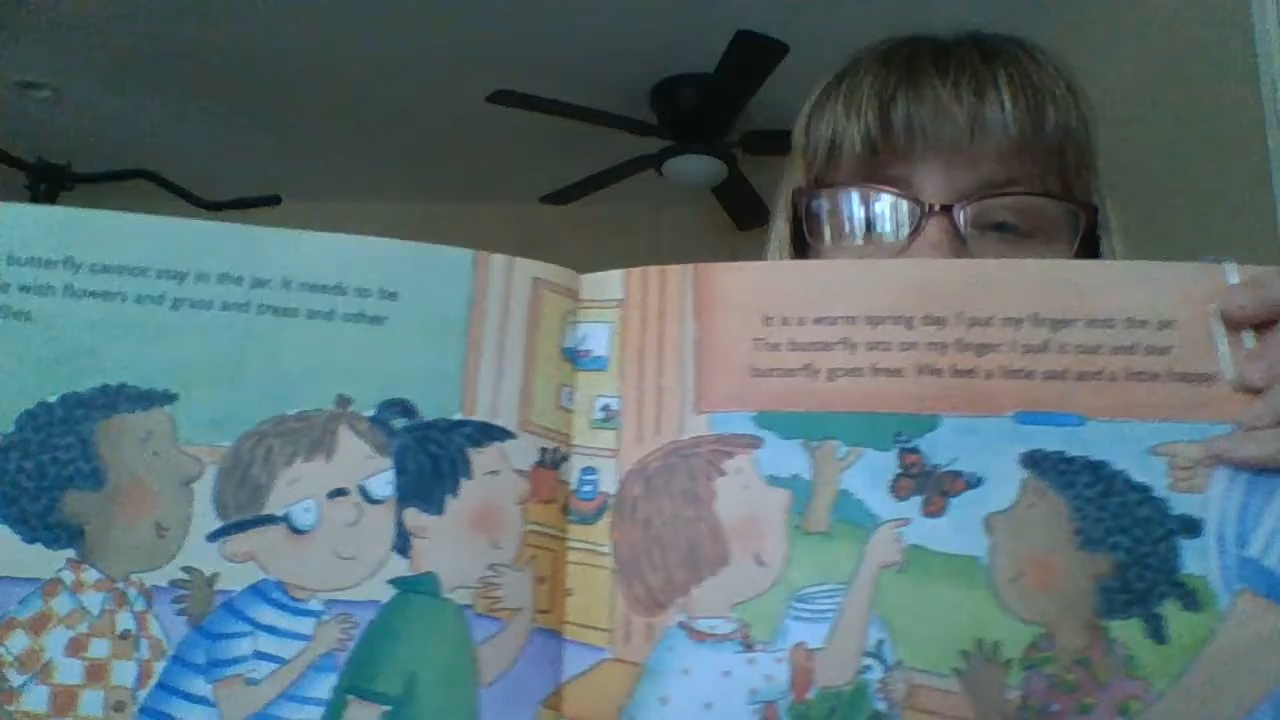 butterfly cannot stay in the jar. It needs to be
with flowers and grass and trees and other
It is a warm spring day. I put my finger into the jar.
The butterfly sits on my finger. I pull it out and our
butterfly goes free. We feel a little sad and a little happy.